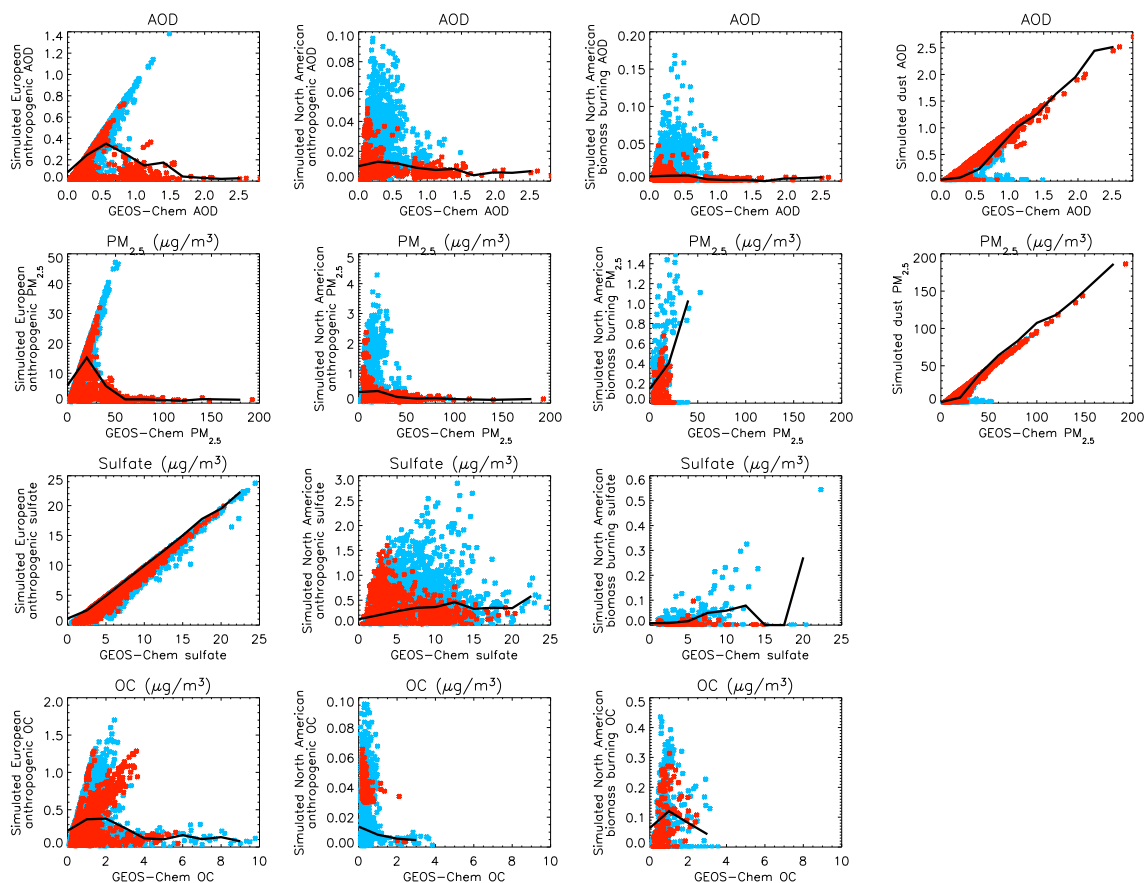 AOD
AOD
AOD
AOD
Simulated European
anthropogenic AOD
1.4
1.2
1.0
0.8
0.6
0.4
0.2
0.0
0.0 0.5 1.0 1.5 2.0 2.5
GEOS-Chem AOD
Simulated North American
anthropogenic AOD
0.10
0.08
0.06
0.04
0.02
0.00
0.0 0.5 1.0 1.5 2.0 2.5
GEOS-Chem AOD
Simulated North American
biomass burning AOD
0.20
0.15
0.10
0.05
0.00
0.0 0.5 1.0 1.5 2.0 2.5
GEOS-Chem AOD
Simulated dust AOD
2.5
2.0
1.5
1.0
0.5
0.0
0.0 0.5 1.0 1.5 2.0 2.5
GEOS-Chem AOD
PM2.5 (μg/m³)
PM2.5 (μg/m³)
PM2.5 (μg/m³)
PM2.5 (μg/m³)
Simulated European
anthropogenic PM2.5
50
40
30
20
10
0
0 50 100 150 200
GEOS-Chem PM2.5
Simulated North American
anthropogenic PM2.5
5
4
3
2
1
0
0 50 100 150 200
GEOS-Chem PM2.5
Simulated North American
biomass burning PM2.5
1.4
1.2
1.0
0.8
0.6
0.4
0.2
0.0
0 50 100 150 200
GEOS-Chem PM2.5
Simulated dust PM2.5
200
150
100
50
0
0 50 100 150 200
GEOS-Chem PM2.5
Sulfate (μg/m³)
Sulfate (μg/m³)
Sulfate (μg/m³)
Simulated European
anthropogenic sulfate
25
20
15
10
5
0
0 5 10 15 20 25
GEOS-Chem sulfate
Simulated North American
anthropogenic sulfate
3.0
2.5
2.0
1.5
1.0
0.5
0.0
0 5 10 15 20 25
GEOS-Chem sulfate
Simulated North American
biomass burning sulfate
0.6
0.5
0.4
0.3
0.2
0.1
0.0
0 5 10 15 20 25
GEOS-Chem sulfate
OC (μg/m³)
OC (μg/m³)
OC (μg/m³)
Simulated European
anthropogenic OC
2.0
1.5
1.0
0.5
0.0
0 2 4 6 8 10
GEOS-Chem OC
Simulated North American
anthropogenic OC
0.10
0.08
0.06
0.04
0.02
0.00
0 2 4 6 8 10
GEOS-Chem OC
Simulated North American
biomass burning OC
0.5
0.4
0.3
0.2
0.1
0.0
0 2 4 6 8 10
GEOS-Chem OC